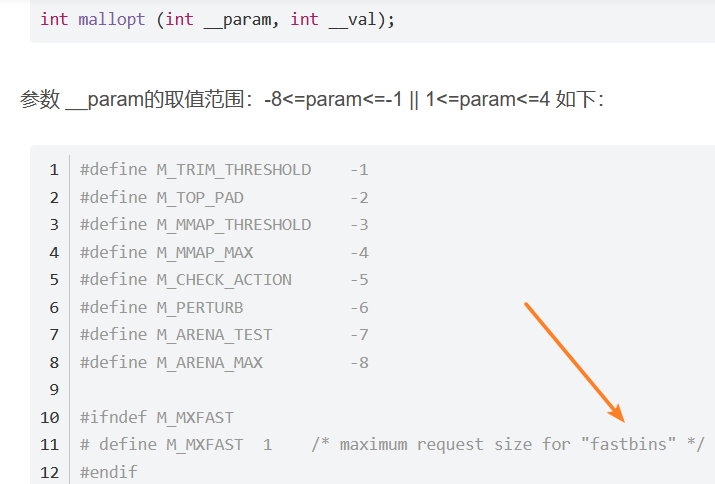 int mallopt (int __param, int __val);
参数 __param的取值范围：-8<=param<=-1 || 1<=param<=4 如下：
1 #define M_TRIM_THRESHOLD    -1
2 #define M_TOP_PAD           -2
3 #define M_MMAP_THRESHOLD    -3
4 #define M_MMAP_MAX          -4
5 #define M_CHECK_ACTION      -5
6 #define M_PERTURB           -6
7 #define M_ARENA_TEST        -7
8 #define M_ARENA_MAX         -8
9
10 #ifndef M_MXFAST
11 # define M_MXFAST  1    /* maximum request size for "fastbins" */
12 #endif